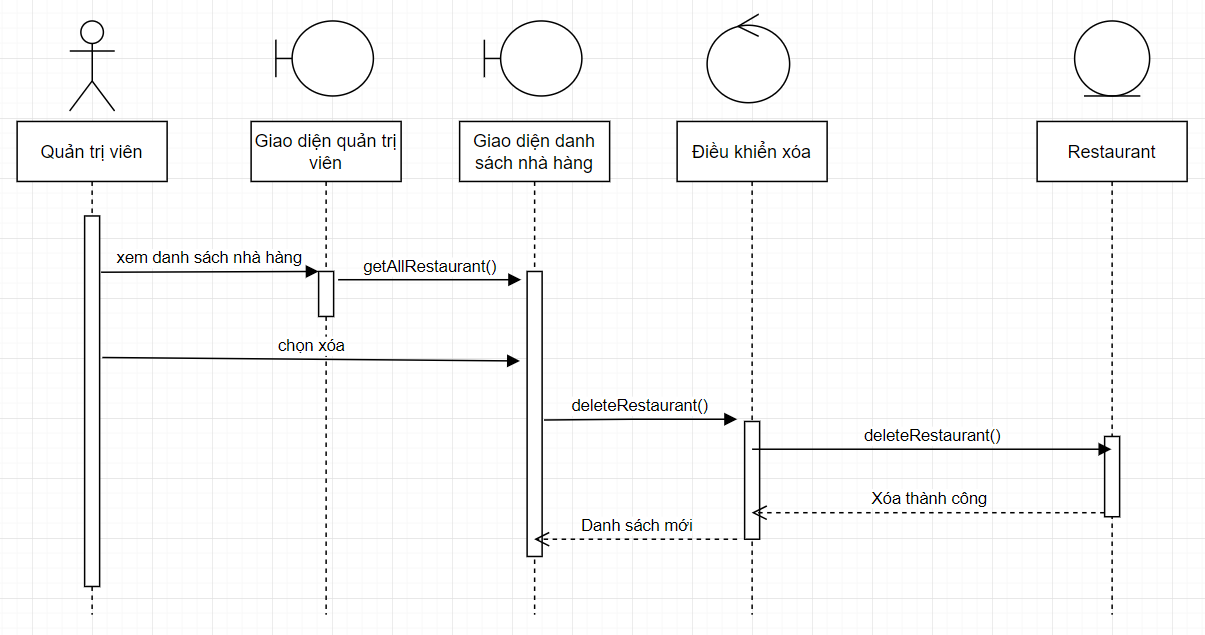 Quản trị viên
Giao diện quản trị
viên
Giao diện danh
sách nhà hàng
Điều khiển xóa
Restaurant
xem danh sách nhà hàng
getAllRestaurant()
chọn xóa
deleteRestaurant()
deleteRestaurant()
Xóa thành công
Danh sách mới